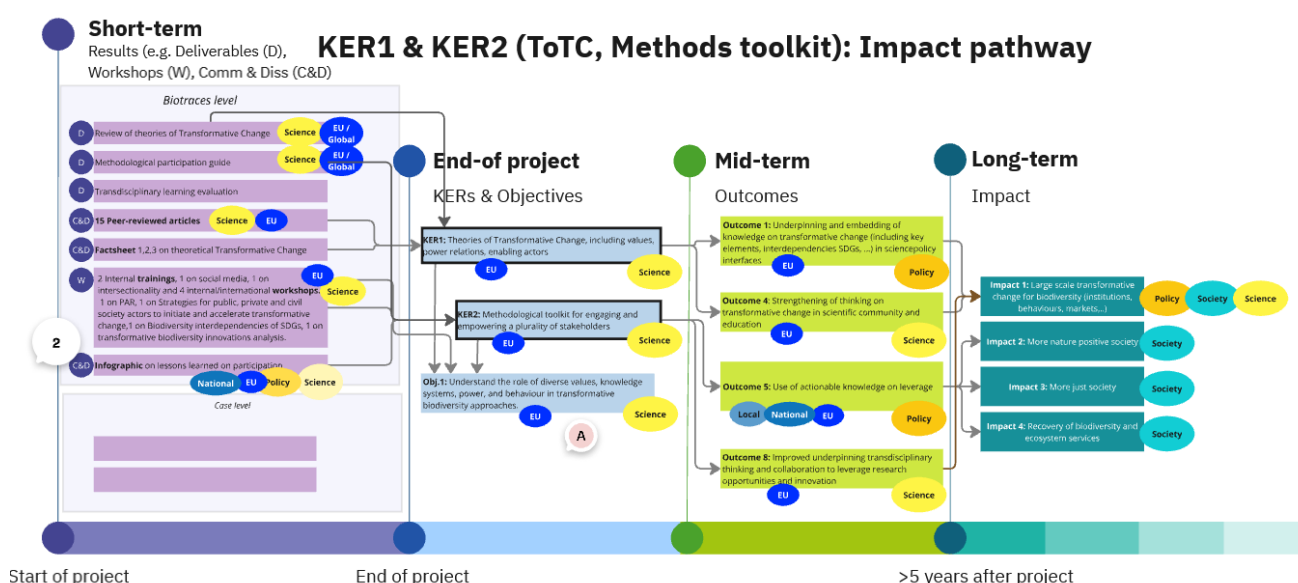 Short-term
Results (e.g. Deliverables (D),
Workshops (W), Comm & Diss (C&D)
KER1 & KER2 (ToTC, Methods toolkit): Impact pathway
Biotraces level
D Review of theories of Transformative Change Science EU / Global
D Methodological participation guide Science EU / Global
D Transdisciplinary learning evaluation
C&D 15 Peer-reviewed articles Science EU
C&D Factsheet 1,2,3 on theoretical Transformative Change
W 2 Internal trainings, 1 on social media, 1 on
intersectionality and 4 internal/international workshops.
1 on PAR, 1 on Strategies for public, private and civil
society actors to initiate and accelerate transformative
change,1 on Biodiversity interdependencies of SDGs, 1 on
transformative biodiversity innovations analysis.
EU
Science
2
C&D Infographic on lessons learned on participation
National EU Policy Science
Case level
End-of project
KERs & Objectives
KER1: Theories of Transformative Change, including values,
power relations, enabling actors
EU
Science
KER2: Methodological toolkit for engaging and
empowering a plurality of stakeholders
EU
Science
Obj.1: Understand the role of diverse values, knowledge
systems, power, and behaviour in transformative
biodiversity approaches.
EU
Science
A
Mid-term
Outcomes
Outcome 1: Underpinning and embedding of
knowledge on transformative change (including key
elements, interdependencies SDGs, ...) in sciencepolicy
interfaces
EU
Policy
Outcome 4: Strengthening of thinking on
transformative change in scientific community and
education
EU
Science
Outcome 5: Use of actionable knowledge on leverage
Local National EU
Policy
Outcome 8: Improved underpinning transdisciplinary
thinking and collaboration to leverage research
opportunities and innovation
EU
Science
Long-term
Impact
Impact 1: Large scale transformative
change for biodiversity (institutions,
behaviours, markets,..)
Policy Society Science
Impact 2: More nature positive society
Society
Impact 3: More just society
Society
Impact 4: Recovery of biodiversity and
ecosystem services
Society
Start of project
End of project
>5 years after project